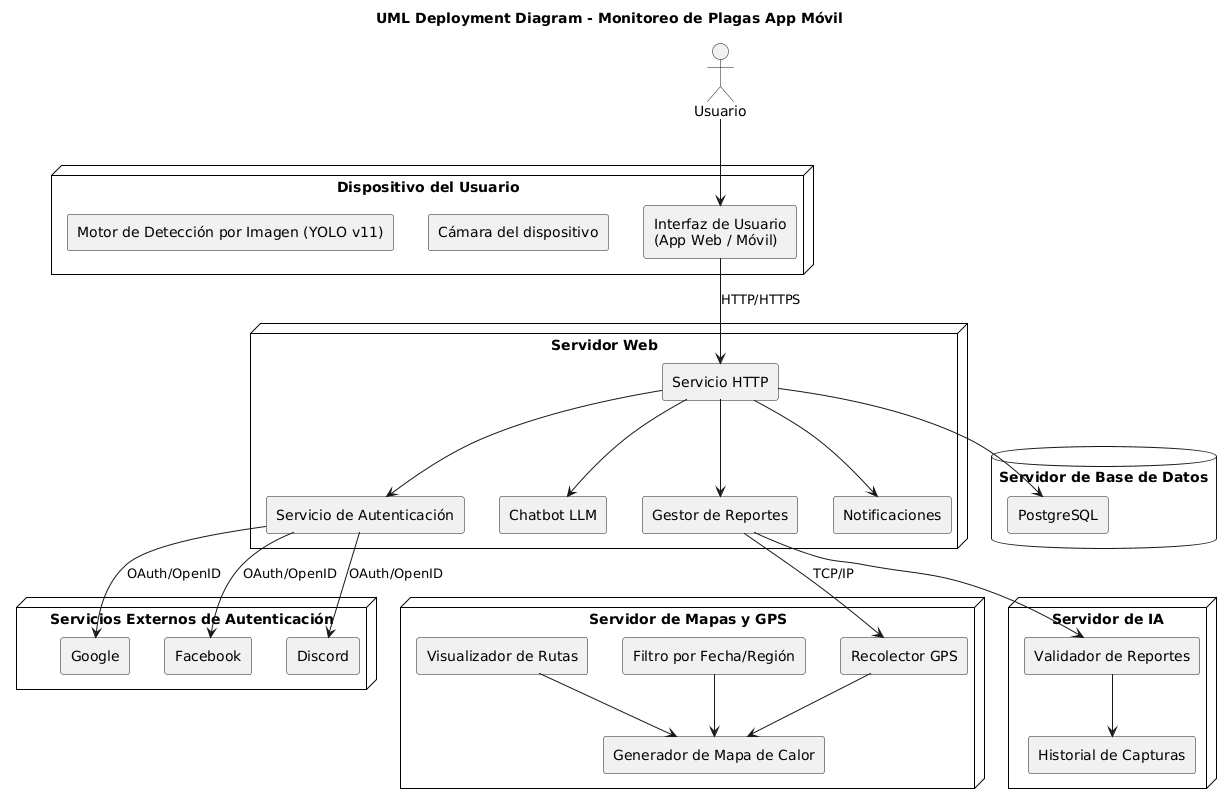 UML Deployment Diagram - Monitoreo de Plagas App Móvil
Usuario
Dispositivo del Usuario
Motor de Detección por Imagen (YOLO v11)
Cámara del dispositivo
Interfaz de Usuario
(App Web / Móvil)
HTTP/HTTPS
Servidor Web
Servicio HTTP
Servidor de Base de Datos
PostgreSQL
Servicio de Autenticación
Chatbot LLM
Gestor de Reportes
Notificaciones
OAuth/OpenID
OAuth/OpenID
OAuth/OpenID
TCP/IP
Servicios Externos de Autenticación
Google
Facebook
Discord
Servidor de Mapas y GPS
Visualizador de Rutas
Filtro por Fecha/Región
Recolector GPS
Generador de Mapa de Calor
Servidor de IA
Validador de Reportes
Historial de Capturas